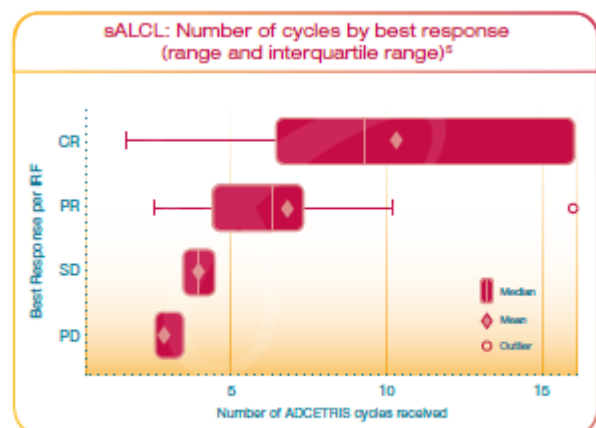 sALCL: Number of cycles by best response
(range and interquartile range)⁵
Best Response per IRF
CR
PR
SD
PD
Median
Mean
Outlier
5
10
15
Number of ADCETRIS cycles received